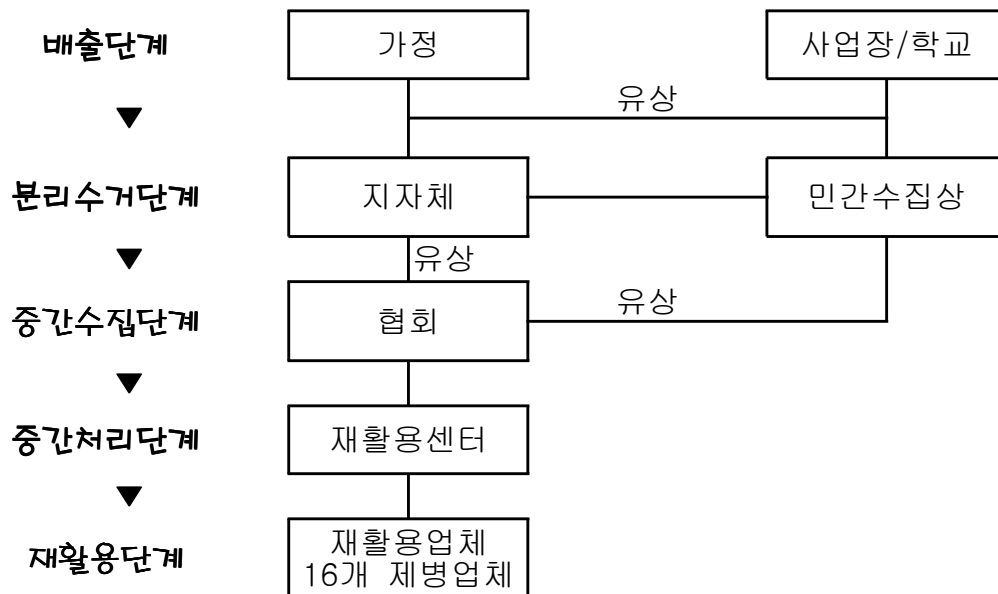 배출단계
가정
사업장/학교
▼
유상
분리수거단계
지자체
민간수집상
▼
유상
중간수집단계
협회
유상
▼
중간처리단계
재활용센터
▼
재활용단계
재활용업체
16개 제병업체